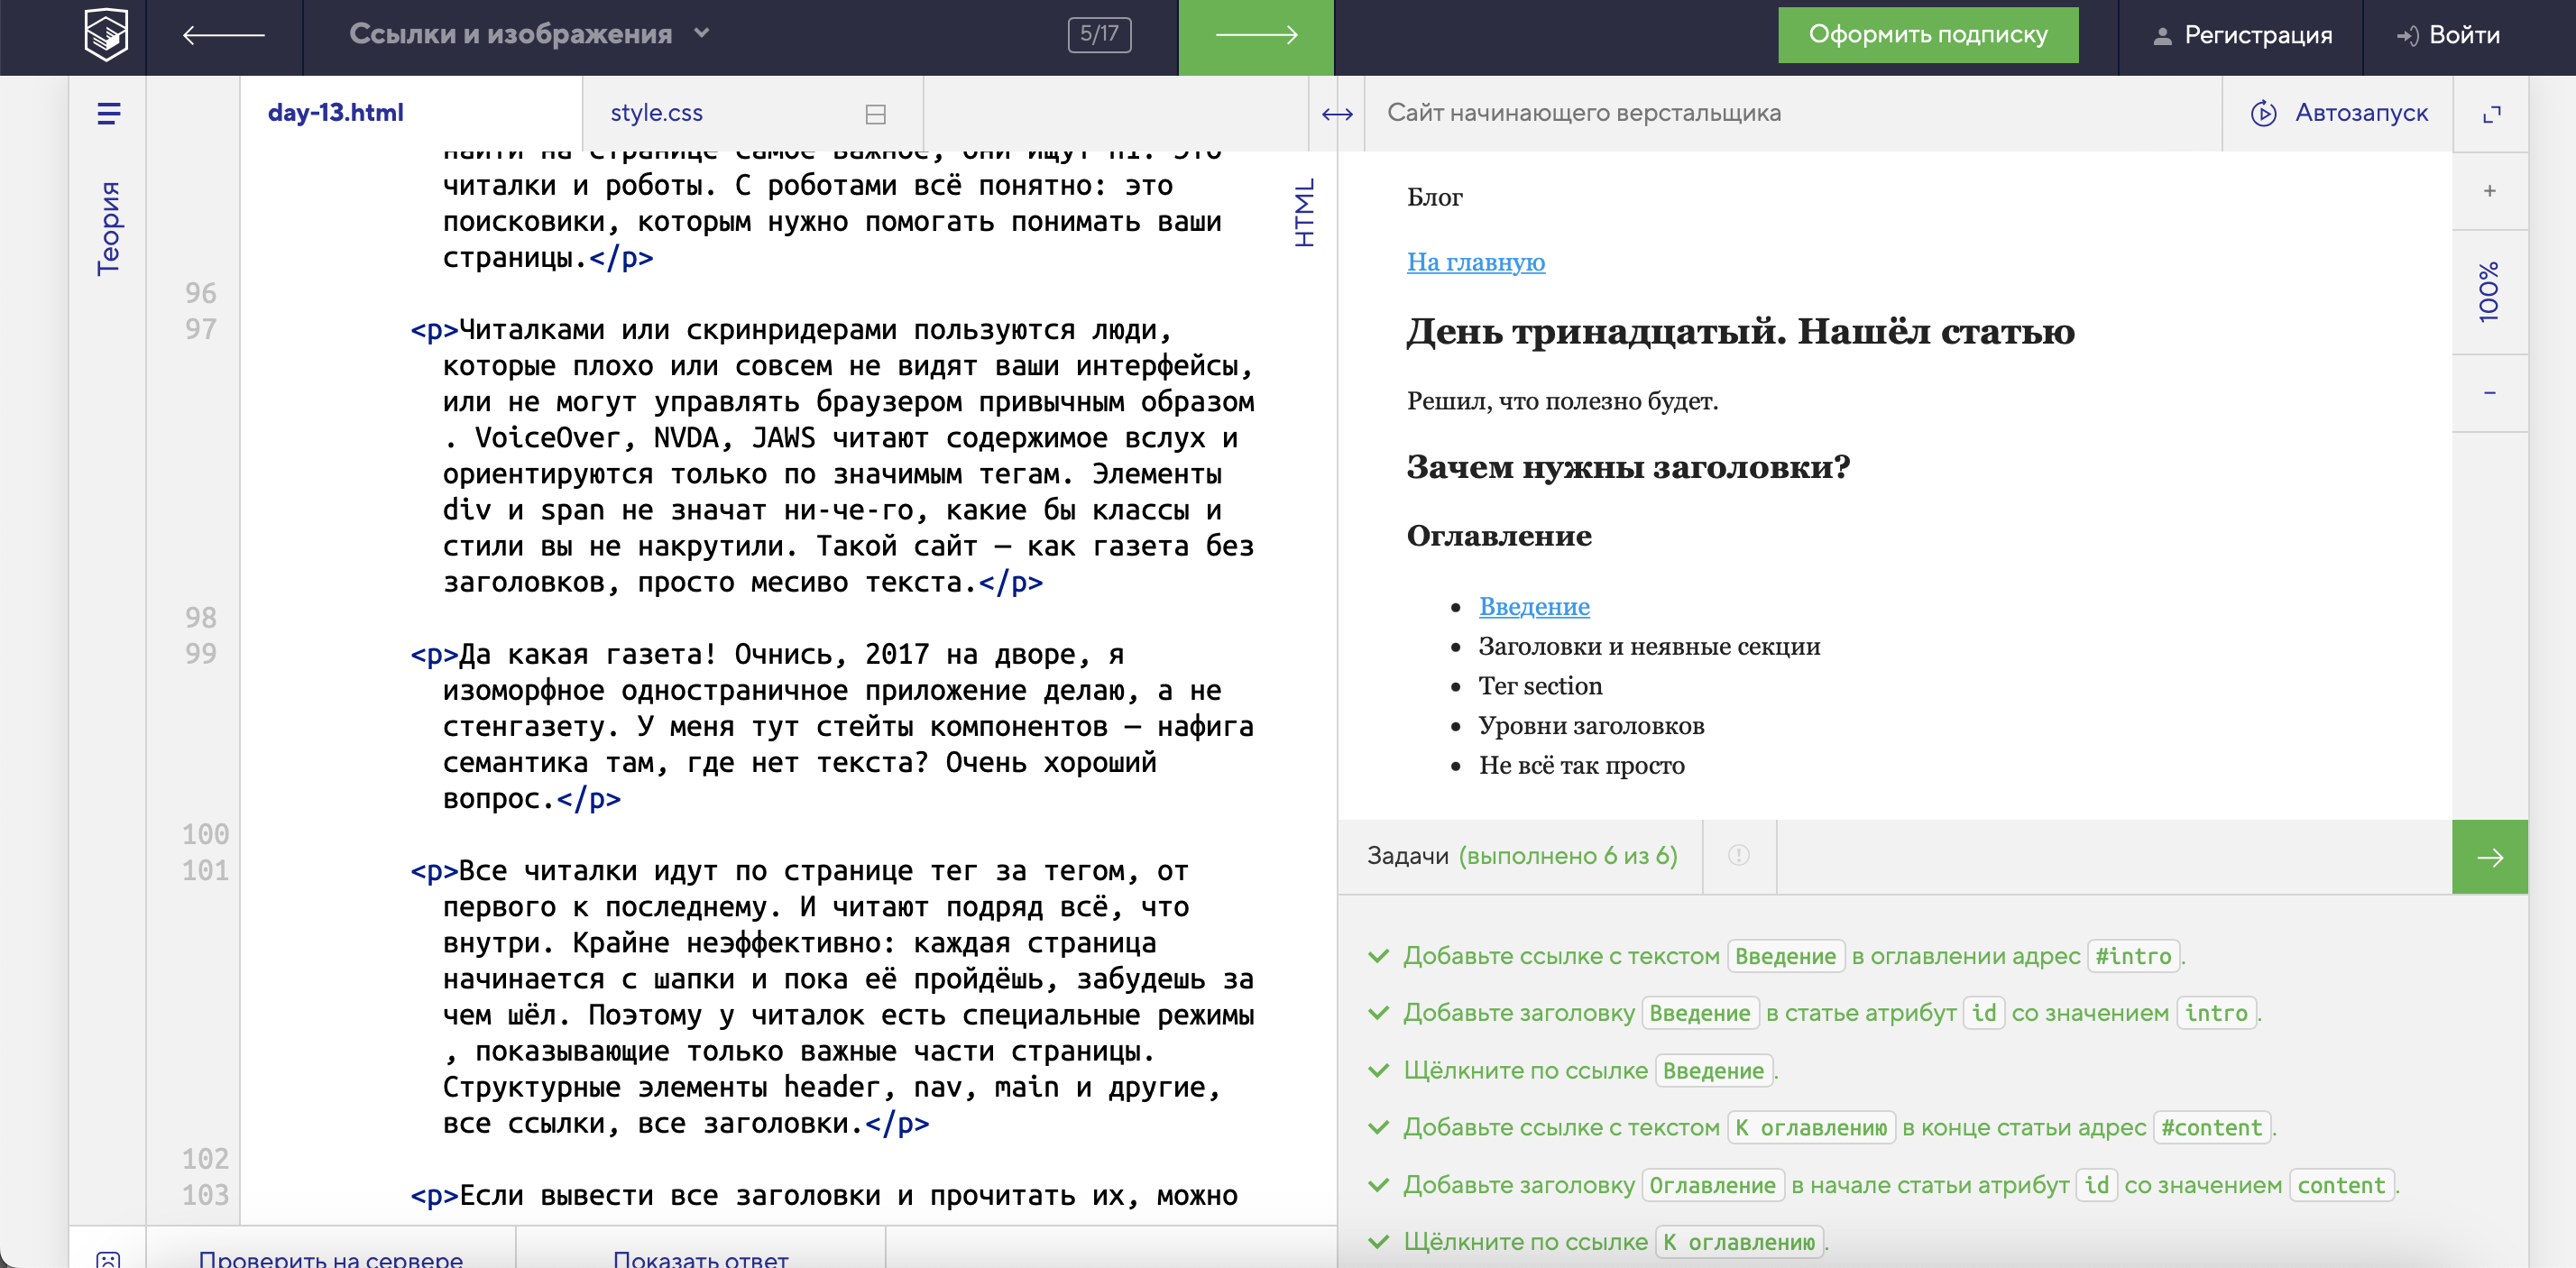 Ссылки и изображения
5/17
Оформить подписку
Регистрация
Войти
Теория
day-13.html
style.css
HTML
найти на странице самое важное, они ищут h1. Это
читалки и роботы. С роботами всё понятно: это
поисковики, которым нужно помогать понимать ваши
страницы.</p>
96
97 <p>Читалками или скринридерами пользуются люди,
которые плохо или совсем не видят ваши интерфейсы,
или не могут управлять браузером привычным образом
. VoiceOver, NVDA, JAWS читают содержимое вслух и
ориентируются только по значимым тегам. Элементы
div и span не значат ни-че-го, какие бы классы и
стили вы не накрутили. Такой сайт — как газета без
заголовков, просто месиво текста.</p>
98
99 <p>Да какая газета! Очнись, 2017 на дворе, я
изоморфное одностраничное приложение делаю, а не
стенгазету. У меня тут стейты компонентов — нафига
семантика там, где нет текста? Очень хороший
вопрос.</p>
100
101 <p>Все читалки идут по странице тег за тегом, от
первого к последнему. И читают подряд всё, что
внутри. Крайне неэффективно: каждая страница
начинается с шапки и пока её пройдёшь, забудешь за
чем шёл. Поэтому у читалок есть специальные режимы
, показывающие только важные части страницы.
Структурные элементы header, nav, main и другие,
все ссылки, все заголовки.</p>
102
103 <p>Если вывести все заголовки и прочитать их, можно
Проверить на сервере
Показать ответ
Сайт начинающего верстальщика
Автозапуск
+
100%
−
Блог
На главную
День тринадцатый. Нашёл статью
Решил, что полезно будет.
Зачем нужны заголовки?
Оглавление
• Введение
• Заголовки и неявные секции
• Тег section
• Уровни заголовков
• Не всё так просто
Задачи (выполнено 6 из 6)
Добавьте ссылке с текстом Введение в оглавлении адрес #intro.
Добавьте заголовку Введение в статье атрибут id со значением intro.
Щёлкните по ссылке Введение.
Добавьте ссылке с текстом К оглавлению в конце статьи адрес #content.
Добавьте заголовку Оглавление в начале статьи атрибут id со значением content.
Щёлкните по ссылке К оглавлению.